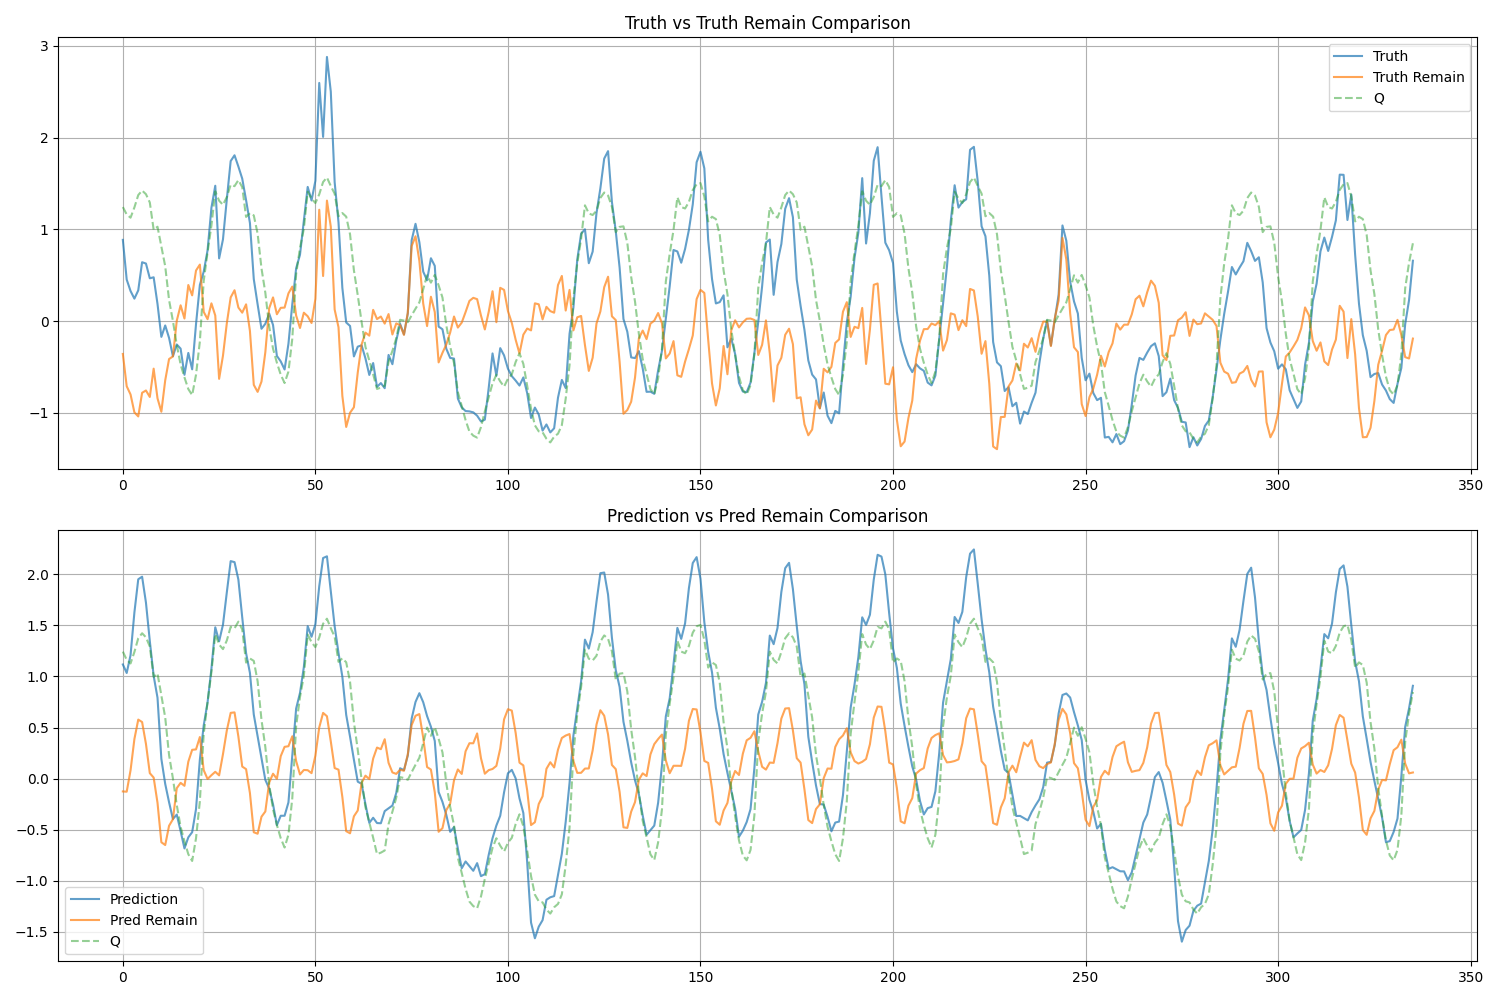 Truth vs Truth Remain Comparison
3
2
1
0
−1
Truth
Truth Remain
Q
0 50 100 150 200 250 300 350
Prediction vs Pred Remain Comparison
2.0
1.5
1.0
0.5
0.0
−0.5
−1.0
−1.5
Prediction
Pred Remain
Q
0 50 100 150 200 250 300 350